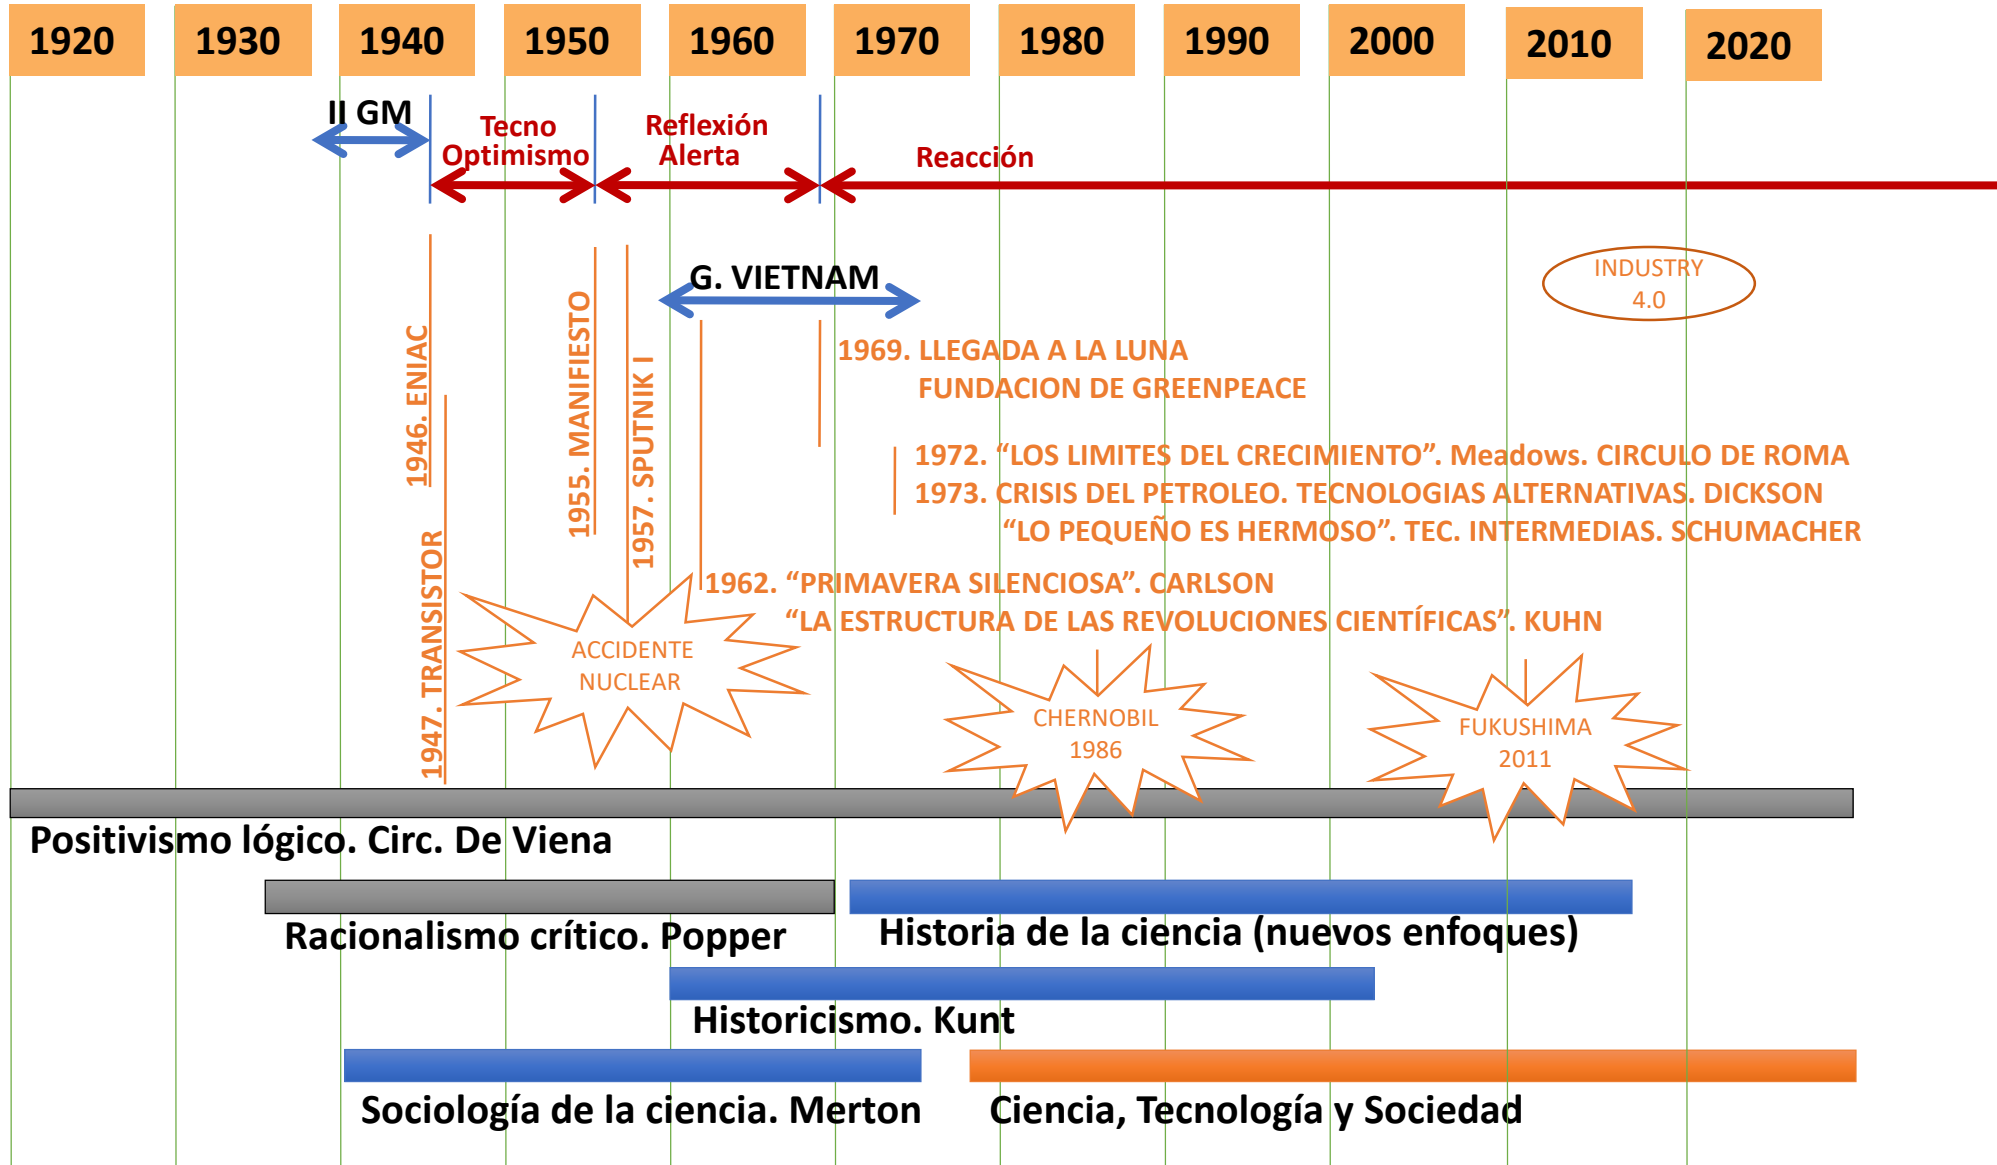 1920 1930 1940 1950 1960 1970 1980 1990 2000 2010 2020
II GM
Tecno
Optimismo
Reflexión
Alerta
Reacción
G. VIETNAM
INDUSTRY
4.0
1946. ENIAC
1947. TRANSISTOR
1955. MANIFIESTO
1957. SPUTNIK I
1969. LLEGADA A LA LUNA
FUNDACION DE GREENPEACE
1972. “LOS LIMITES DEL CRECIMIENTO”. Meadows. CIRCULO DE ROMA
1973. CRISIS DEL PETROLEO. TECNOLOGIAS ALTERNATIVAS. DICKSON
“LO PEQUEÑO ES HERMOSO”. TEC. INTERMEDIAS. SCHUMACHER
1962. “PRIMAVERA SILENCIOSA”. CARLSON
“LA ESTRUCTURA DE LAS REVOLUCIONES CIENTÍFICAS”. KUHN
ACCIDENTE
NUCLEAR
CHERNOBIL
1986
FUKUSHIMA
2011
Positivismo lógico. Circ. De Viena
Racionalismo crítico. Popper
Historia de la ciencia (nuevos enfoques)
Historicismo. Kunt
Sociología de la ciencia. Merton
Ciencia, Tecnología y Sociedad